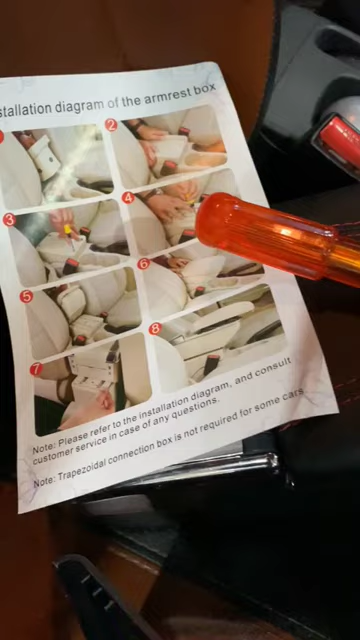 stallation diagram of the armrest box
1
2
3
4
5
6
7
8
Note: Please refer to the installation diagram, and consult
customer service in case of any questions.
Note: Trapezoidal connection box is not required for some cars